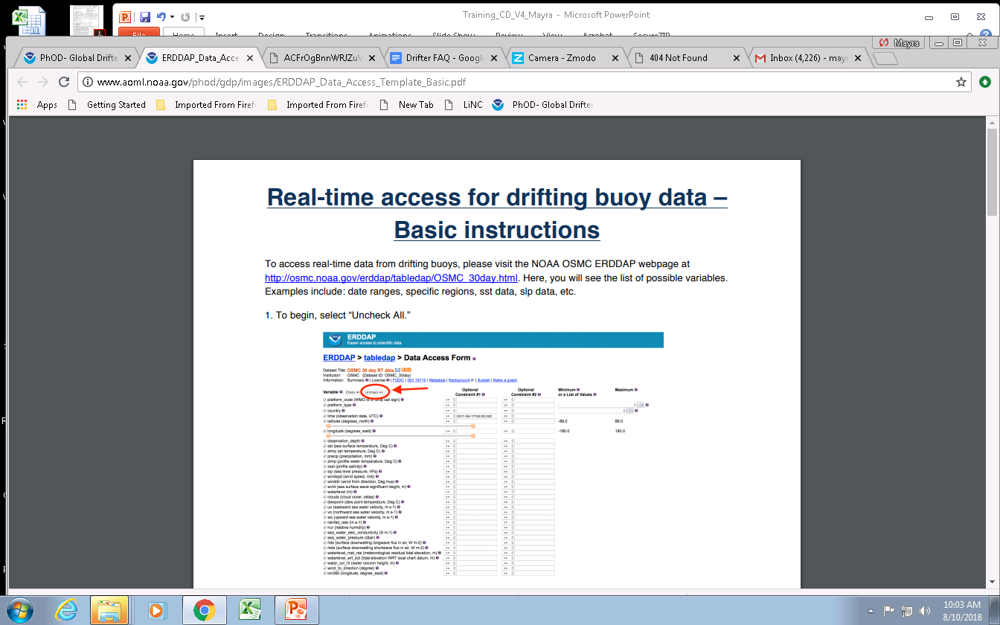 Training_CD_V4_Mayra - Microsoft PowerPoint
File Home Insert Design Transitions Animations Slide Show Review View Acrobat SecureZIP
Mayra
PhOD- Global Drifte
ERDDAP_Data_Acce
ACFrOgBnnWRJZuV
Drifter FAQ - Google
Camera - Zmodo
404 Not Found
Inbox (4,226) - mayr
www.aoml.noaa.gov/phod/gdp/images/ERDDAP_Data_Access_Template_Basic.pdf
Apps Getting Started Imported From Firef Imported From Firef New Tab LiNC PhOD- Global Drifter
Real-time access for drifting buoy data –
Basic instructions
To access real-time data from drifting buoys, please visit the NOAA OSMC ERDDAP webpage at
http://osmc.noaa.gov/erddap/tabledap/OSMC_30day.html. Here, you will see the list of possible variables.
Examples include: date ranges, specific regions, sst data, slp data, etc.
1. To begin, select “Uncheck All.”
ERDDAP
Easier access to scientific data
ERDDAP > tabledap > Data Access Form
Dataset Title: OSMC 30 day RT data
Institution: OSMC (Dataset ID: OSMC_30day)
Information: Summary | License | FGDC | ISO 19115 | Metadata | Background | Subset | Make a graph
Variable Check All Uncheck All Optional Constraint #1 Optional Constraint #2 Minimum or a List of Values Maximum
platform_code (WMO id or ship call sign) >= <=
platform_type >= <=
country >= <=
time (observation date, UTC) >= 2017-08-17T00:00:00Z <=
latitude (degrees_north) >= <= -89.0 89.0
longitude (degrees_east) >= <= -180.0 180.0
observation_depth >= <=
sst (sea surface temperature, Deg C) >= <=
atmp (air temperature, Deg C) >= <=
precip (precipitation, mm) >= <=
ztmp (profile water temperature, Deg C) >= <=
zsal (profile salinity) >= <=
slp (sea level pressure, hPa) >= <=
windspd (wind speed, m/s) >= <=
winddir (wind from direction, Deg true) >= <=
wvht (sea surface wave significant height, m) >= <=
waterlevel (m) >= <=
clouds (cloud cover, oktas) >= <=
dewpoint (dew point temperature, Deg C) >= <=
uo (eastward sea water velocity, m s-1) >= <=
vo (northward sea water velocity, m s-1) >= <=
wo (upward sea water velocity, m s-1) >= <=
rainfall_rate (m s-1) >= <=
hur (relative humidity) >= <=
sea_water_elec_conductivity (S m-1) >= <=
sea_water_pressure (dbar) >= <=
rlds (surface downwelling longwave flux in air, W m-2) >= <=
rsds (surface downwelling shortwave flux in air, W m-2) >= <=
waterlevel_met_res (meteorological residual tidal elevation, m) >= <=
waterlevel_wrt_lcd (tidal elevation WRT local chart datum, m) >= <=
water_col_ht (water column height, m) >= <=
wind_to_direction (degree) >= <=
lon360 (longitude, degree_east) >= <=
10:03 AM
8/10/2018